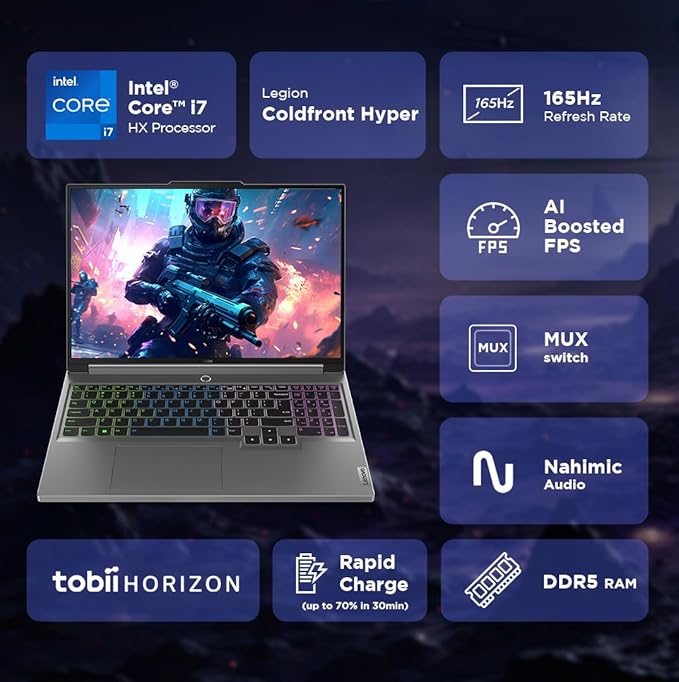 intel.
CORE
i7
Intel®
Core™ i7
HX Processor
Legion
Coldfront Hyper
165Hz
165Hz
Refresh Rate
FPS
AI
Boosted
FPS
MUX
MUX
switch
Nahimic
Audio
Lenovo
tobii HORIZON
Rapid
Charge
(up to 70% in 30min)
DDR5 RAM